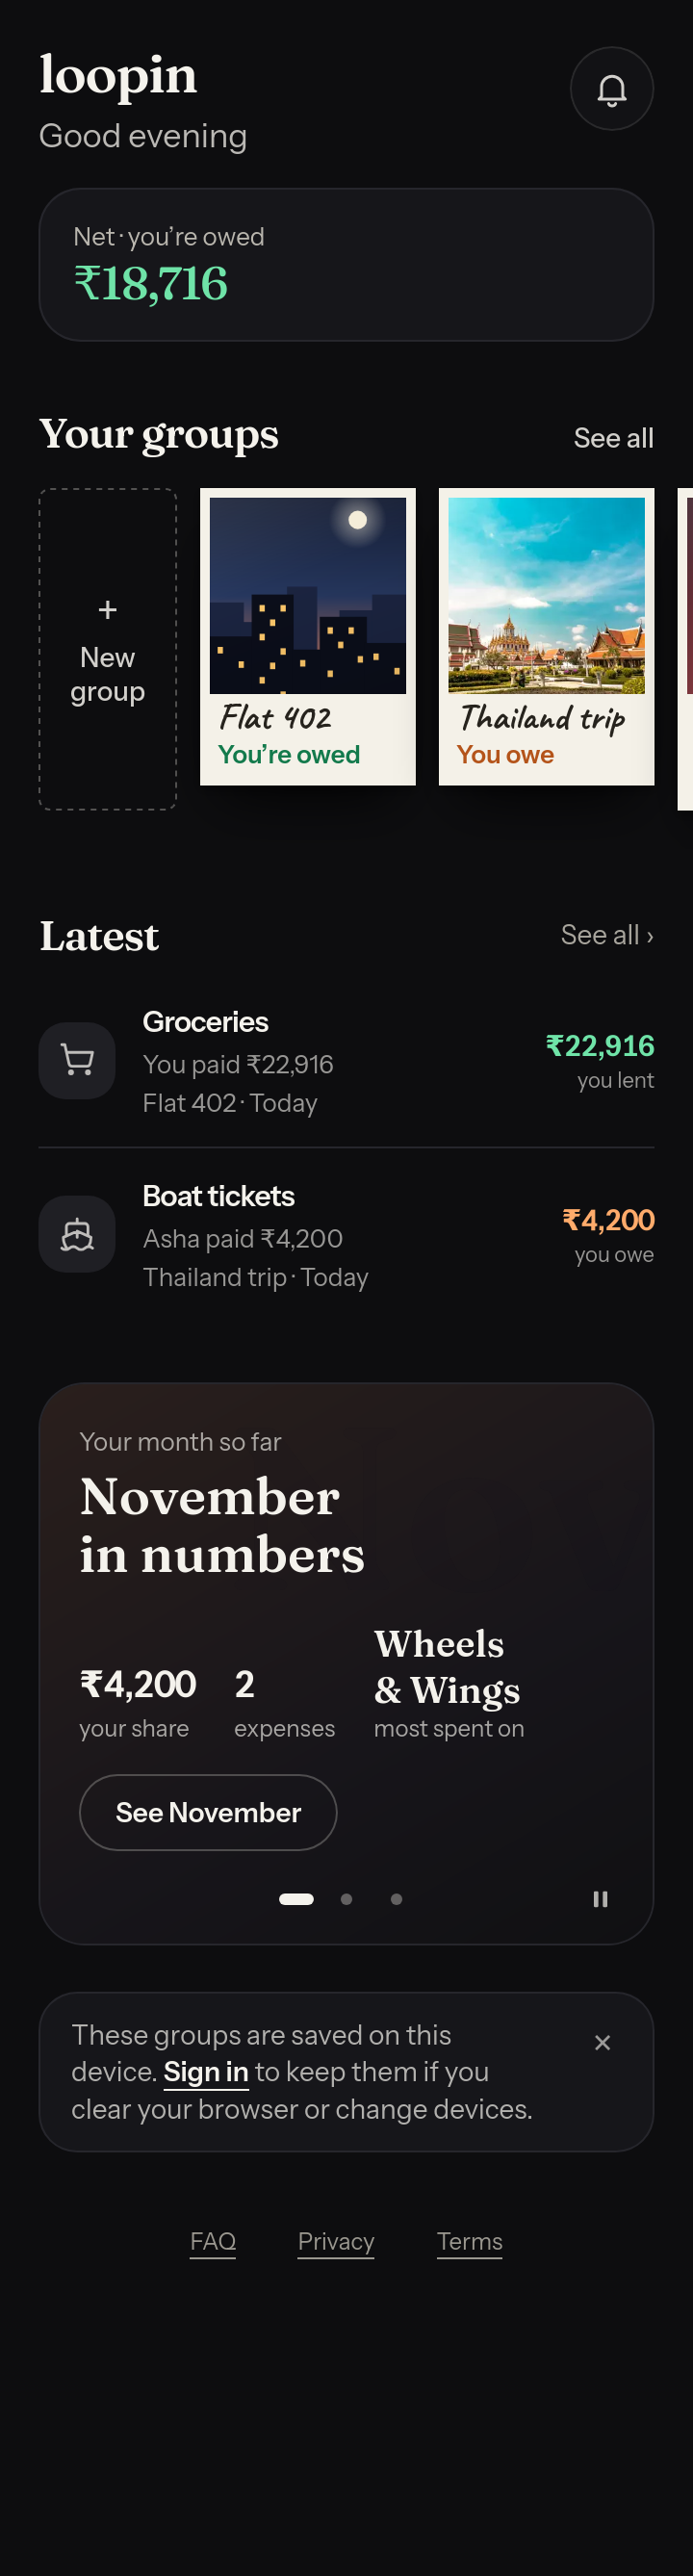 loopin
Good evening
Net · you’re owed
₹18,716
Your groups
See all
+
New
group
Flat 402
You’re owed
Thailand trip
You owe
Latest
See all ›
Groceries
You paid ₹22,916
Flat 402 · Today
₹22,916
you lent
Boat tickets
Asha paid ₹4,200
Thailand trip · Today
₹4,200
you owe
Your month so far
November
in numbers
₹4,200
your share
2
expenses
Wheels
& Wings
most spent on
See November
These groups are saved on this
device. Sign in to keep them if you
clear your browser or change devices.
FAQ
Privacy
Terms